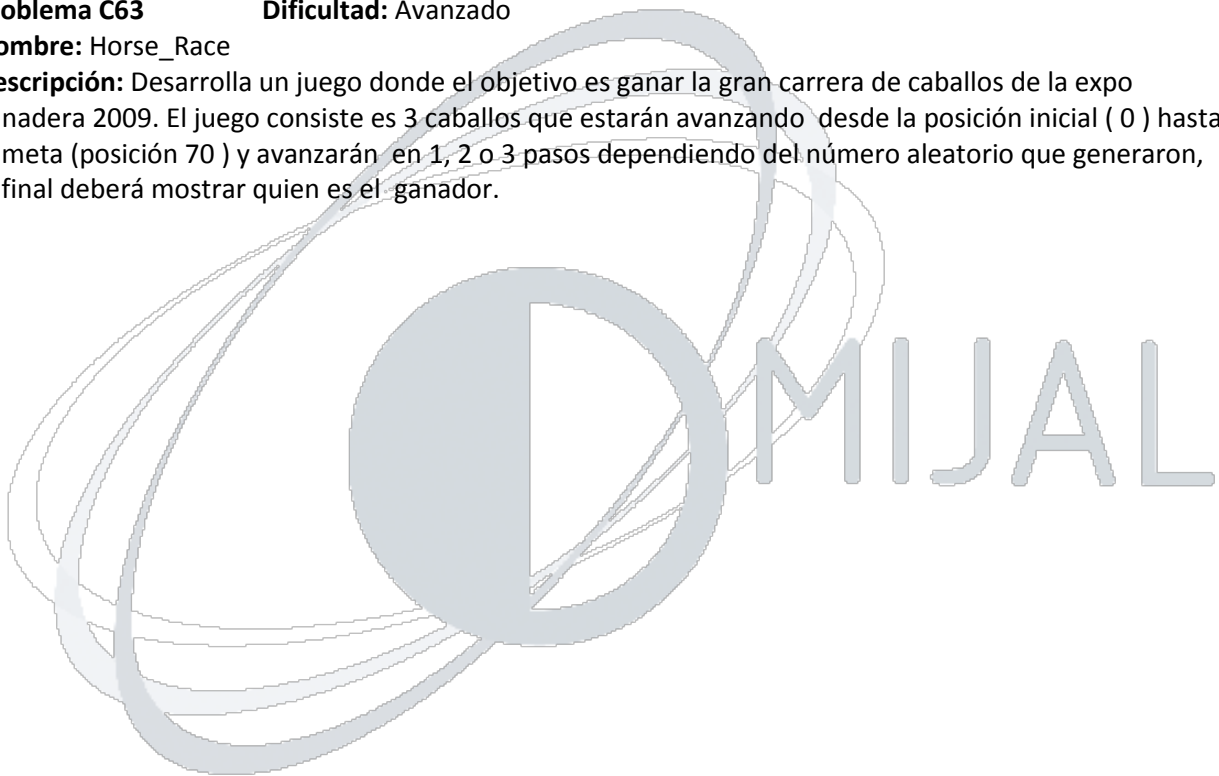 oblema C63 Dificultad: Avanzado
ombre: Horse_Race
escripción: Desarrolla un juego donde el objetivo es ganar la gran carrera de caballos de la expo
nadera 2009. El juego consiste es 3 caballos que estarán avanzando desde la posición inicial ( 0 ) hasta
meta (posición 70 ) y avanzarán en 1, 2 o 3 pasos dependiendo del número aleatorio que generaron,
final deberá mostrar quien es el ganador.
MIJAL